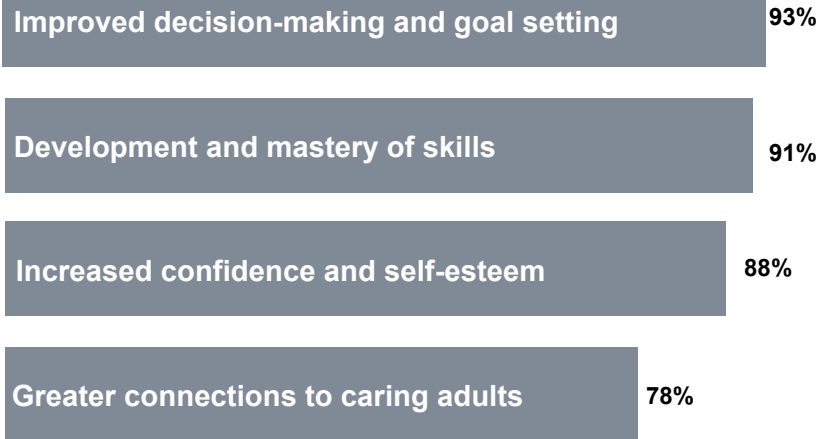 Improved decision-making and goal setting 93%
Development and mastery of skills 91%
Increased confidence and self-esteem 88%
Greater connections to caring adults 78%